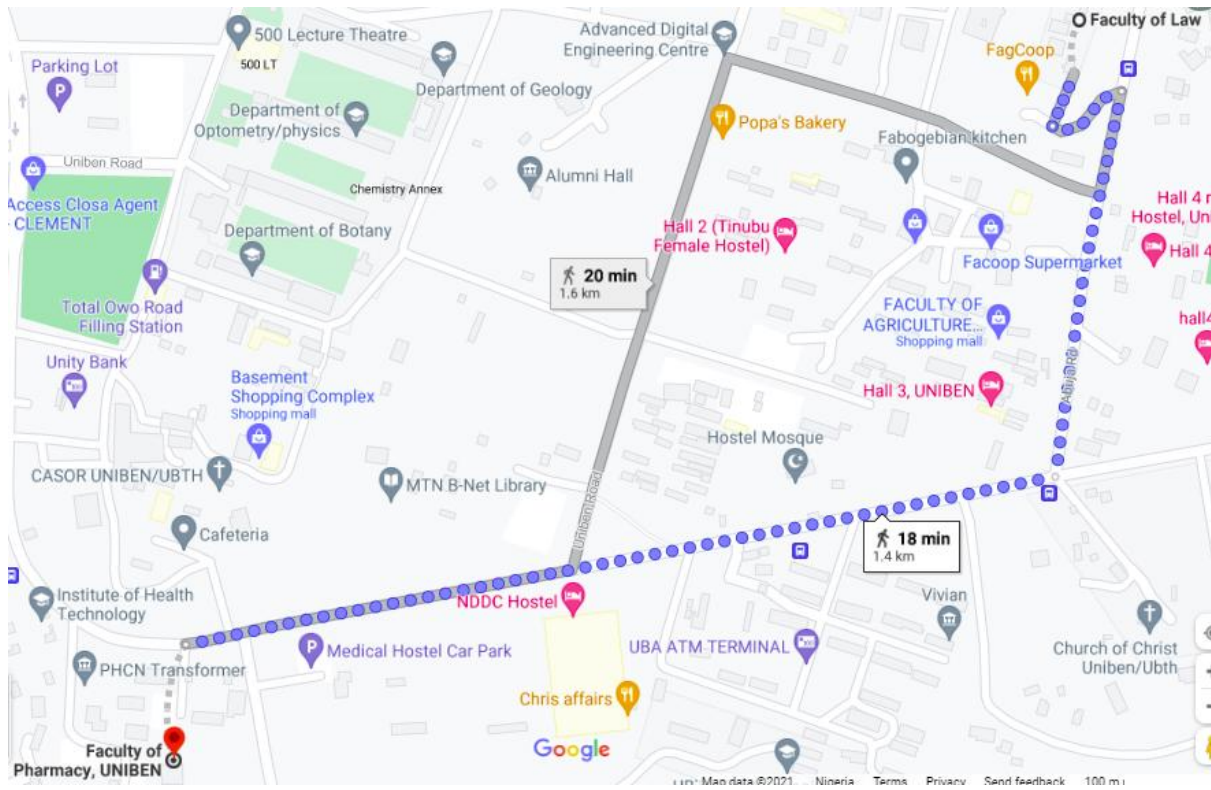 Faculty of Law
Advanced Digital
Engineering Centre
500 Lecture Theatre
500 LT
FagCoop
Parking Lot
Department of Geology
Department of
Optometry/physics
Popa's Bakery
Fabogebian kitchen
Uniben Road
Alumni Hall
Chemistry Annex
Access Closa Agent
CLEMENT
Hall 4
Hostel, Uni
Hall 2 (Tinubu
Female Hostel)
Department of Botany
Hall 4
Facoop Supermarket
20 min
1.6 km
Total Owo Road
Filling Station
FACULTY OF
AGRICULTURE...
Shopping mall
hall4
Unity Bank
Basement
Shopping Complex
Shopping mall
Hall 3, UNIBEN
Abuja Rd
Hostel Mosque
CASOR UNIBEN/UBTH
MTN B-Net Library
Uniben Road
Cafeteria
18 min
1.4 km
Institute of Health
Technology
NDDC Hostel
Vivian
Medical Hostel Car Park
UBA ATM TERMINAL
Church of Christ
Uniben/Ubth
PHCN Transformer
Chris affairs
Faculty of
Pharmacy, UNIBEN
Google
Map data ©2021
Nigeria
Terms
Privacy
Send feedback
100 m